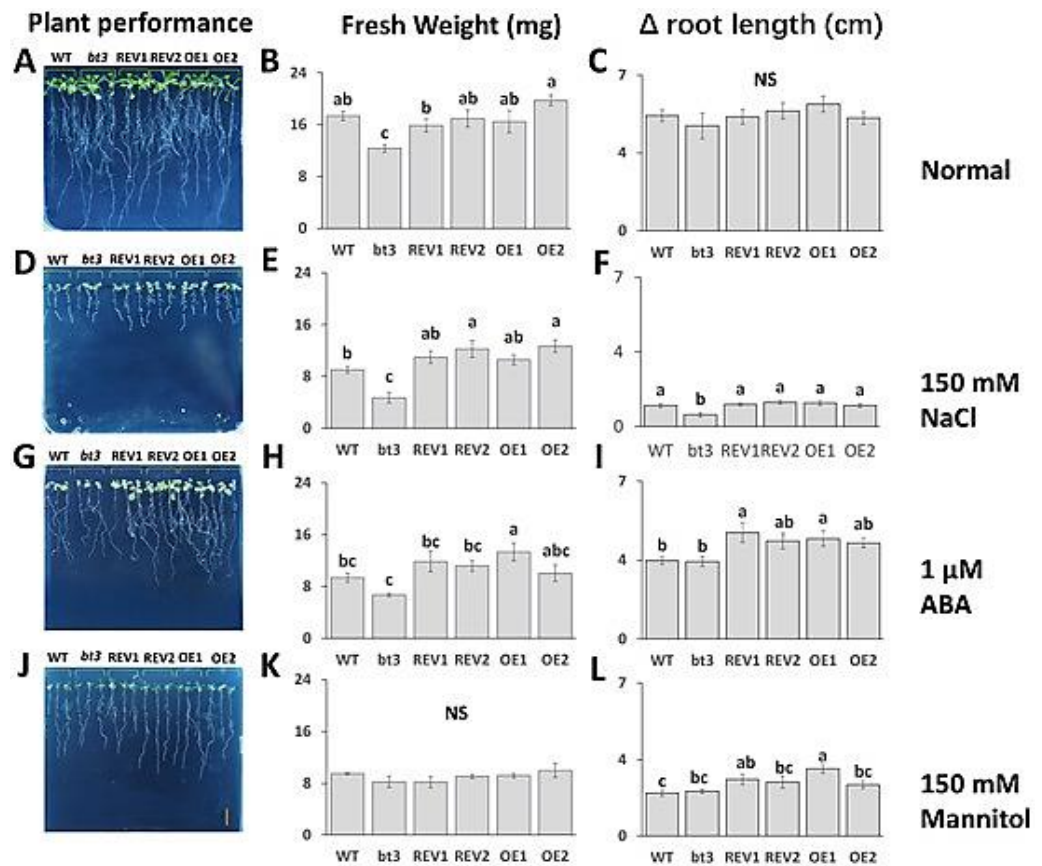 Plant performance Fresh Weight (mg) Δ root length (cm)
A WT bt3 REV1 REV2 OE1 OE2
B
24
16
8
0
ab c b ab ab a
WT bt3 REV1 REV2 OE1 OE2
C
7
4
0
NS
WT bt3 REV1 REV2 OE1 OE2
Normal
D WT bt3 REV1 REV2 OE1 OE2
E
24
16
8
0
b c ab a ab a
WT bt3 REV1 REV2 OE1 OE2
F
7
4
0
a b a a a a
WT bt3 REV1 REV2 OE1 OE2
150 mM
NaCl
G WT bt3 REV1 REV2 OE1 OE2
H
24
16
8
0
bc c bc bc a abc
WT bt3 REV1 REV2 OE1 OE2
I
7
4
0
b b a ab a ab
WT bt3 REV1 REV2 OE1 OE2
1 μM
ABA
J WT bt3 REV1 REV2 OE1 OE2
K
24
16
8
0
NS
WT bt3 REV1 REV2 OE1 OE2
L
7
4
0
c bc ab bc a bc
WT bt3 REV1 REV2 OE1 OE2
150 mM
Mannitol